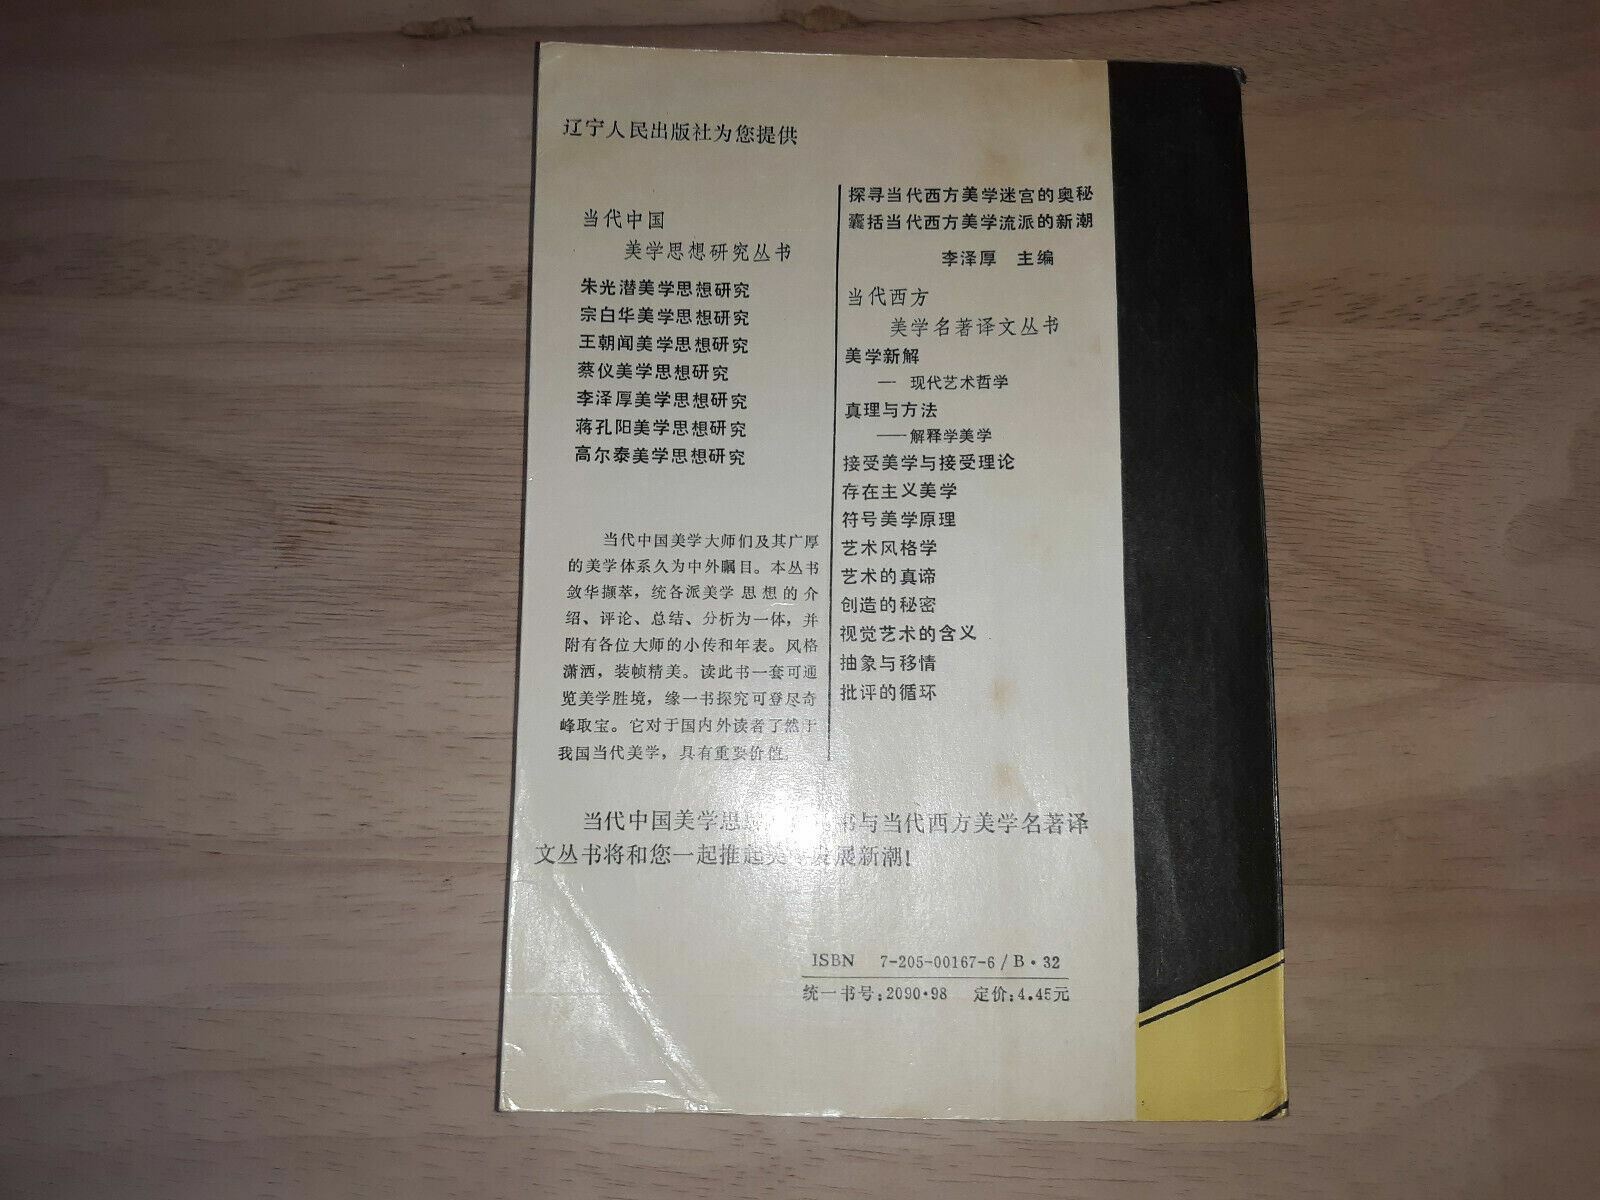 辽宁人民出版社为您提供
当代中国
美学思想研究丛书
朱光潜美学思想研究
宗白华美学思想研究
王朝闻美学思想研究
蔡仪美学思想研究
李泽厚美学思想研究
蒋孔阳美学思想研究
高尔泰美学思想研究
当代中国美学大师们及其广厚
的美学体系久为中外瞩目。本丛书
敛华撷萃，统各派美学思想的介
绍、评论、总结、分析为一体，并
附有各位大师的小传和年表。风格
潇洒，装帧精美。读此书一套可通
览美学胜境，缘一书探究可登尽奇
峰取宝。它对于国内外读者了然于
我国当代美学，具有重要价值。
探寻当代西方美学迷宫的奥秘
囊括当代西方美学流派的新潮
李泽厚 主编
当代西方
美学名著译文丛书
美学新解
— 现代艺术哲学
真理与方法
——解释学美学
接受美学与接受理论
存在主义美学
符号美学原理
艺术风格学
艺术的真谛
创造的秘密
视觉艺术的含义
抽象与移情
批评的循环
当代中国美学思 书与当代西方美学名著译
文丛书将和您一起推起美学发展新潮!
ISBN 7-205-00167-6/B·32
统一书号:2090·98 定价:4.45元